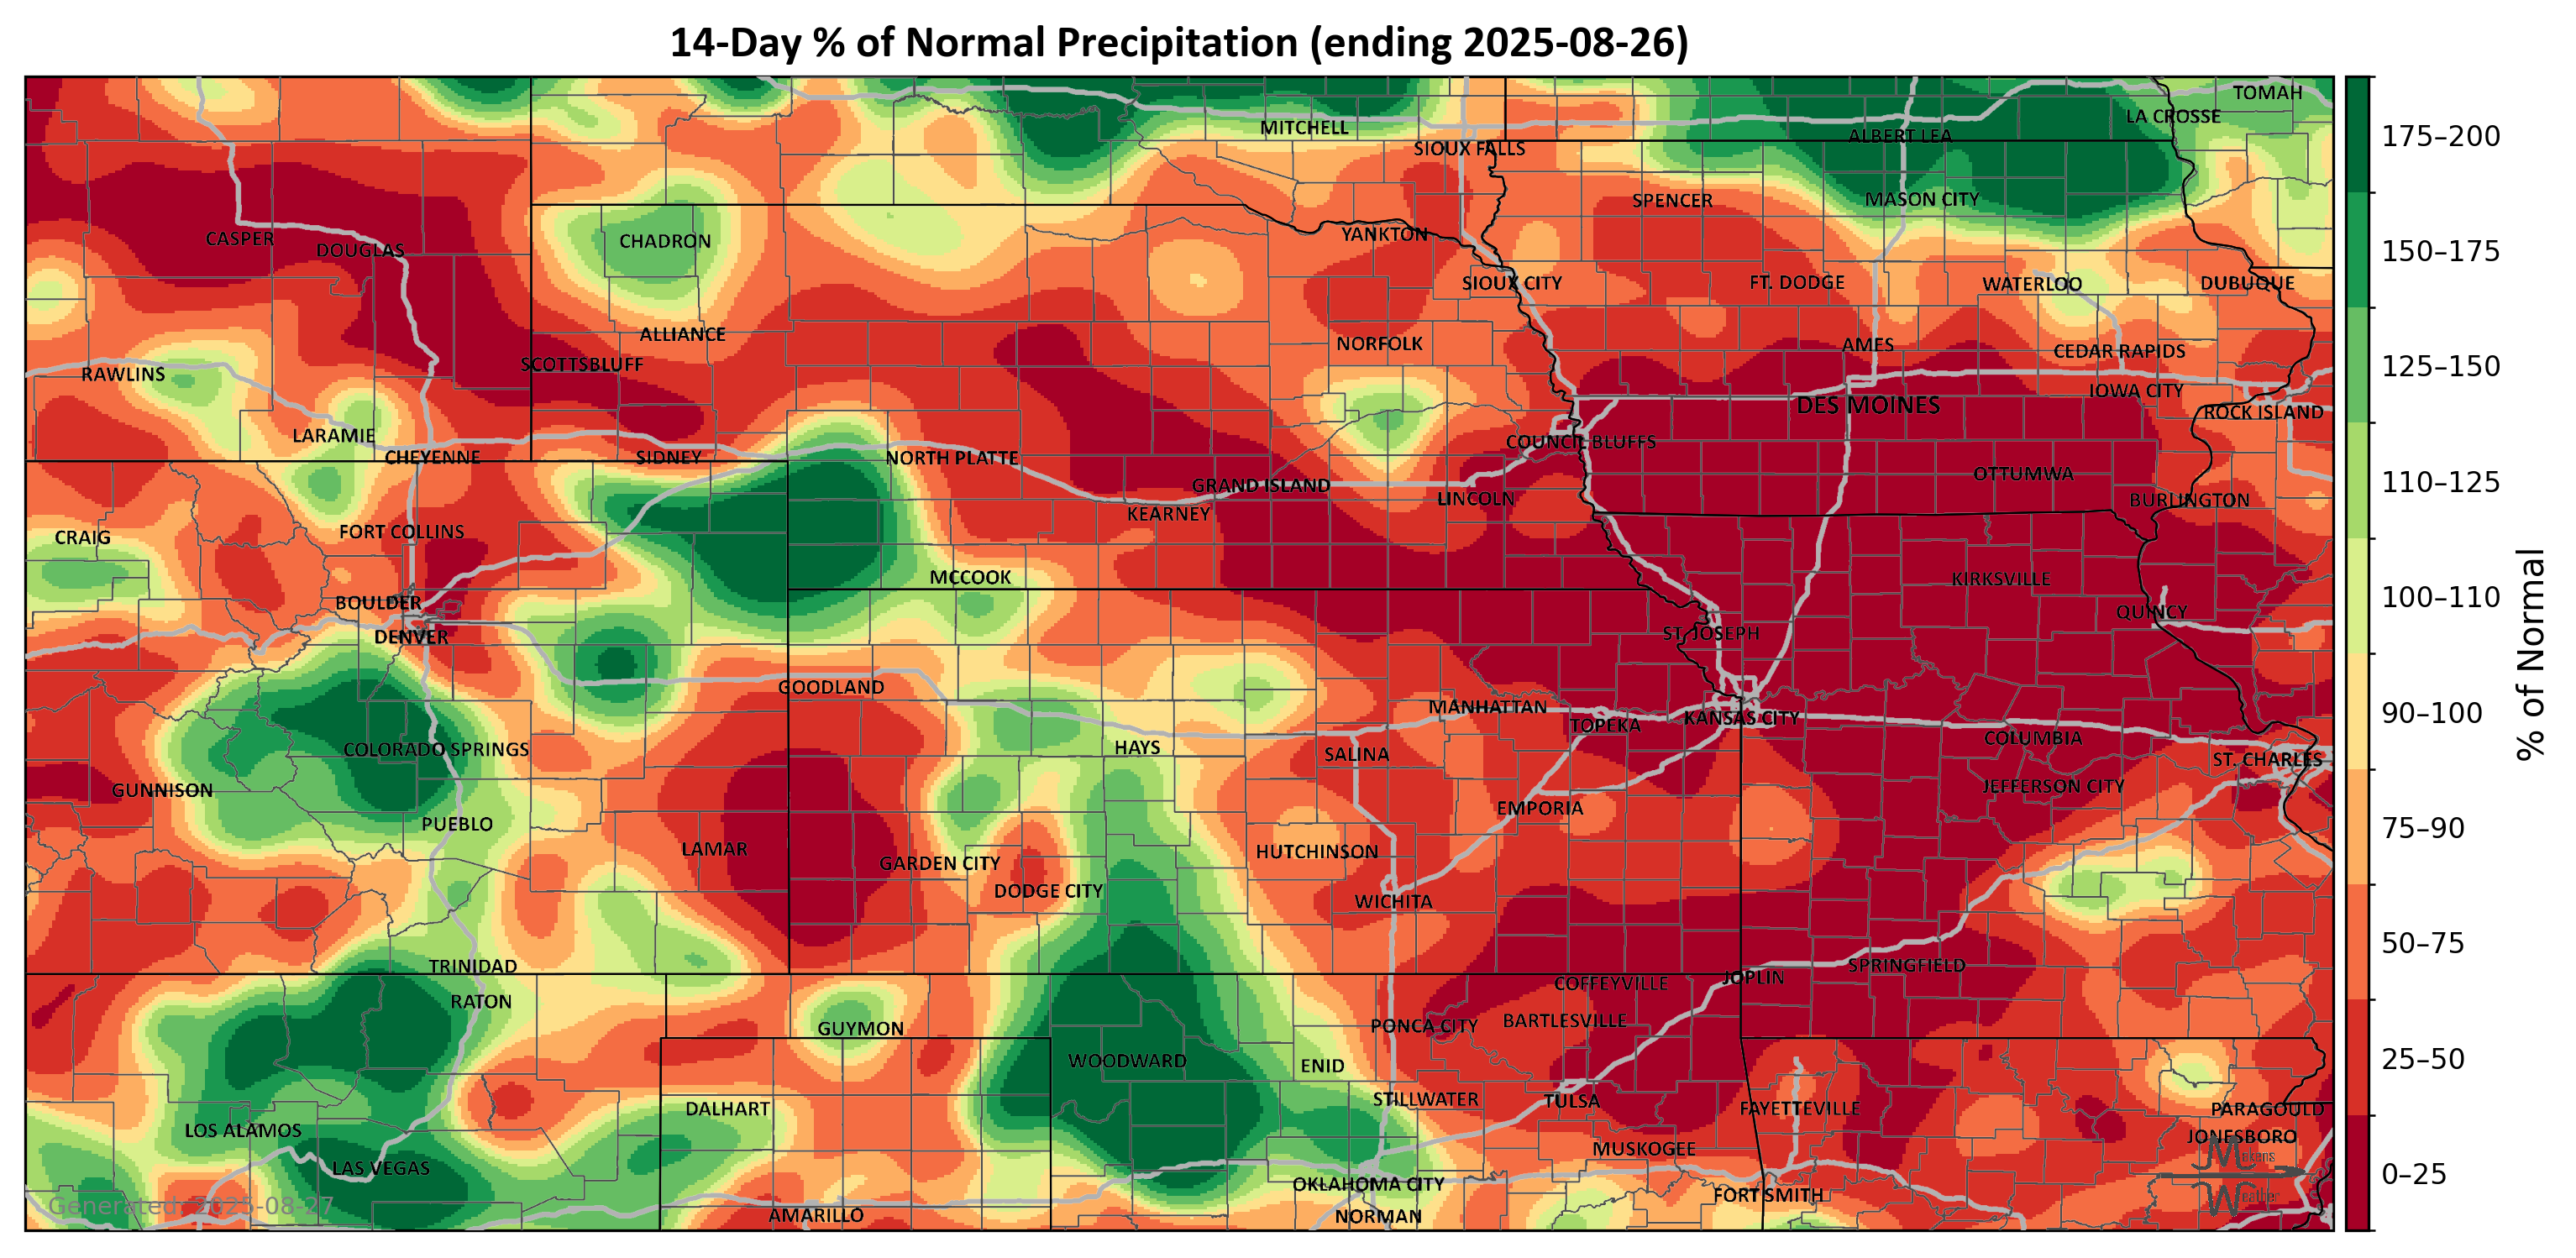 14-Day % of Normal Precipitation (ending 2025-08-26)
TOMAH
LA CROSSE
MITCHELL
ALBERT LEA
SIOUX FALLS
SPENCER
MASON CITY
YANKTON
CASPER
DOUGLAS
CHADRON
SIOUX CITY
FT. DODGE
WATERLOO
DUBUQUE
ALLIANCE
NORFOLK
AMES
CEDAR RAPIDS
SCOTTSBLUFF
RAWLINS
IOWA CITY
DES MOINES
ROCK ISLAND
LARAMIE
COUNCIL BLUFFS
CHEYENNE
SIDNEY
NORTH PLATTE
OTTUMWA
GRAND ISLAND
LINCOLN
BURLINGTON
KEARNEY
FORT COLLINS
CRAIG
MCCOOK
KIRKSVILLE
BOULDER
QUINCY
DENVER
ST. JOSEPH
GOODLAND
MANHATTAN
TOPEKA
KANSAS CITY
COLUMBIA
COLORADO SPRINGS
HAYS
SALINA
ST. CHARLES
GUNNISON
JEFFERSON CITY
EMPORIA
PUEBLO
LAMAR
HUTCHINSON
GARDEN CITY
DODGE CITY
WICHITA
TRINIDAD
SPRINGFIELD
JOPLIN
COFFEYVILLE
RATON
GUYMON
PONCA CITY
BARTLESVILLE
WOODWARD
ENID
STILLWATER
TULSA
DALHART
FAYETTEVILLE
PARAGOULD
LOS ALAMOS
JONESBORO
MUSKOGEE
LAS VEGAS
OKLAHOMA CITY
FORT SMITH
AMARILLO
NORMAN
Generated: 2025-08-27
Makens
Weather
175–200
150–175
125–150
110–125
100–110
90–100
75–90
50–75
25–50
0–25
% of Normal